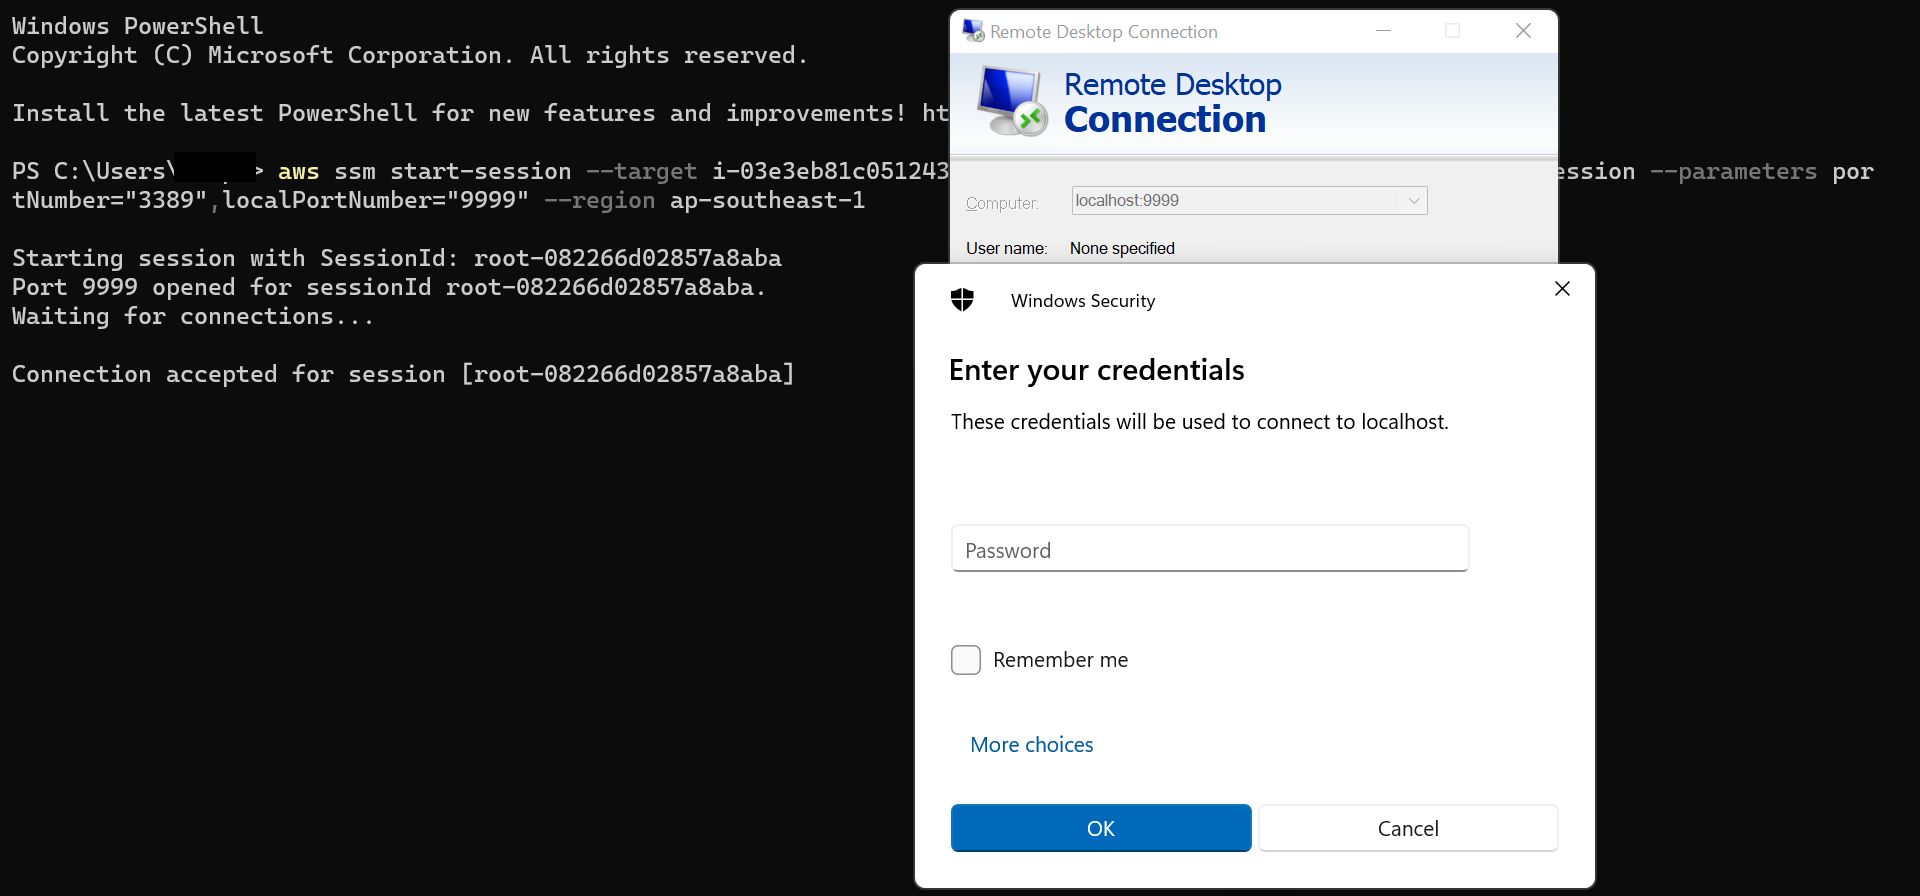 Windows PowerShell
Copyright (C) Microsoft Corporation. All rights reserved.
Install the latest PowerShell for new features and improvements!
PS C:\Users\ > aws ssm start-session --target i-03e3eb81c051243 ession --parameters por
tNumber="3389",localPortNumber="9999" --region ap-southeast-1
Starting session with SessionId: root-082266d02857a8aba
Port 9999 opened for sessionId root-082266d02857a8aba.
Waiting for connections...
Connection accepted for session [root-082266d02857a8aba]
Remote Desktop Connection
Remote Desktop
Connection
Computer:
localhost:9999
User name:
None specified
Windows Security
Enter your credentials
These credentials will be used to connect to localhost.
Password
Remember me
More choices
OK
Cancel